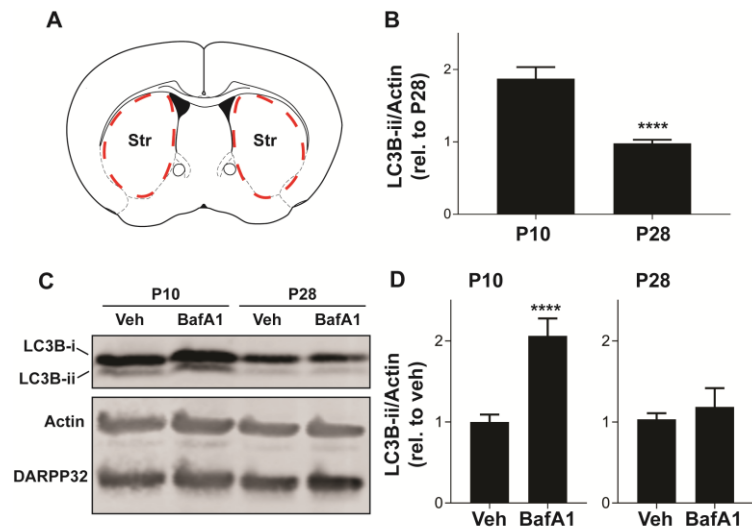 A
Str
Str
B
LC3B-ii/Actin
(rel. to P28)
2
1
0
****
P10
P28
C
P10
P28
Veh
BafA1
Veh
BafA1
LC3B-i
LC3B-ii
Actin
DARPP32
D
P10
P28
LC3B-ii/Actin
(rel. to veh)
2
1
0
****
Veh
BafA1
2
1
0
Veh
BafA1